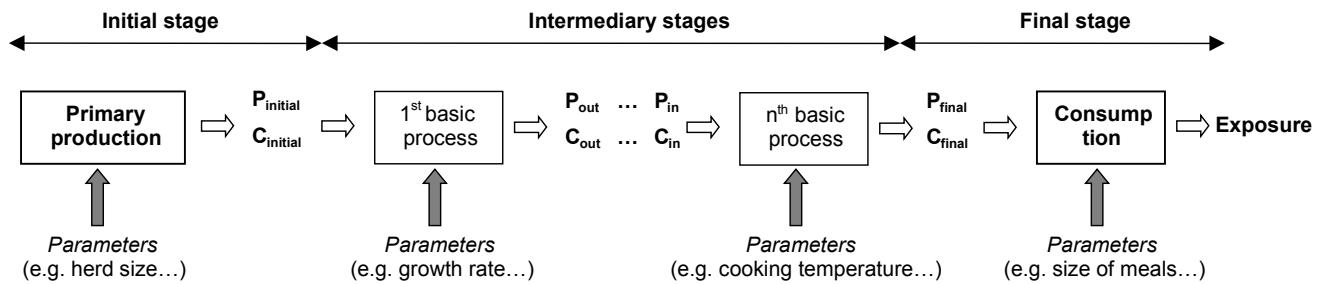 Initial stage
Intermediary stages
Final stage
Primary production
P_initial
C_initial
1st basic process
P_out … P_in
C_out … C_in
nth basic process
P_final
C_final
Consump
tion
Exposure
Parameters
(e.g. herd size…)
Parameters
(e.g. growth rate…)
Parameters
(e.g. cooking temperature…)
Parameters
(e.g. size of meals…)